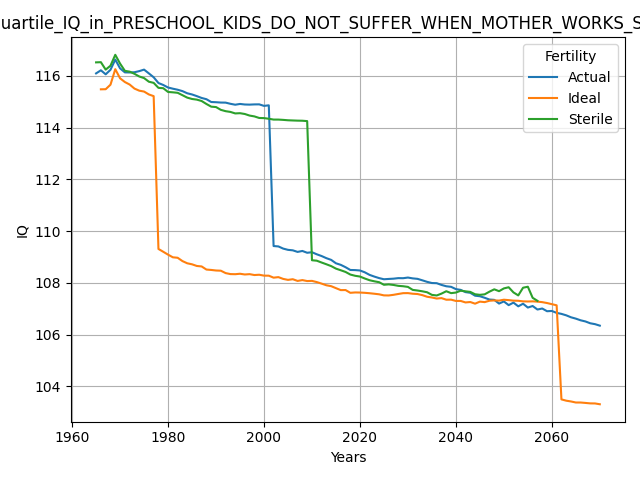 uartile_IQ_in_PRESCHOOL_KIDS_DO_NOT_SUFFER_WHEN_MOTHER_WORKS_S
Fertility
Actual
Ideal
Sterile
IQ
116
114
112
110
108
106
104
1960
1980
2000
2020
2040
2060
Years